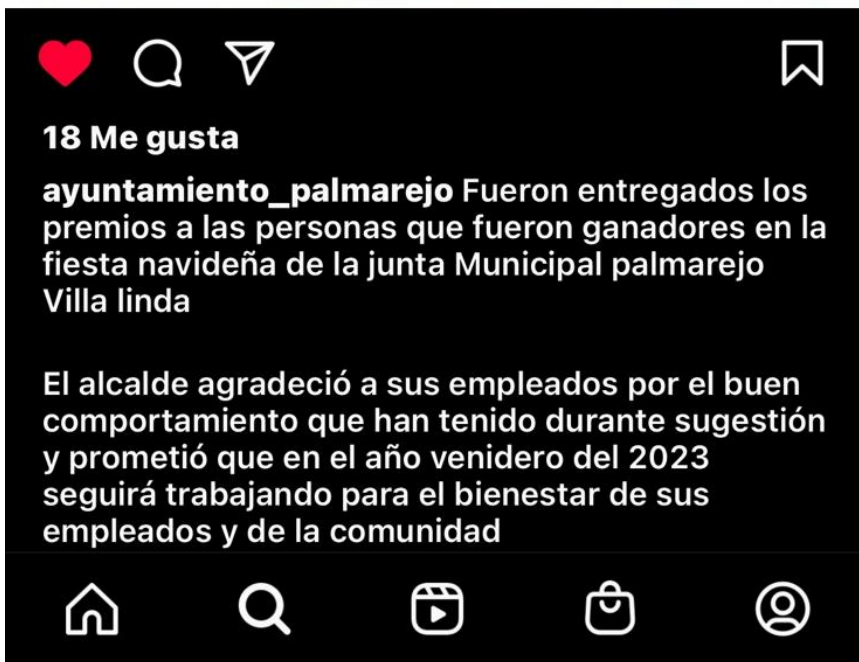 18 Me gusta
ayuntamiento_palmarejo Fueron entregados los
premios a las personas que fueron ganadores en la
fiesta navideña de la junta Municipal palmarejo
Villa linda
El alcalde agradeció a sus empleados por el buen
comportamiento que han tenido durante sugestión
y prometió que en el año venidero del 2023
seguirá trabajando para el bienestar de sus
empleados y de la comunidad